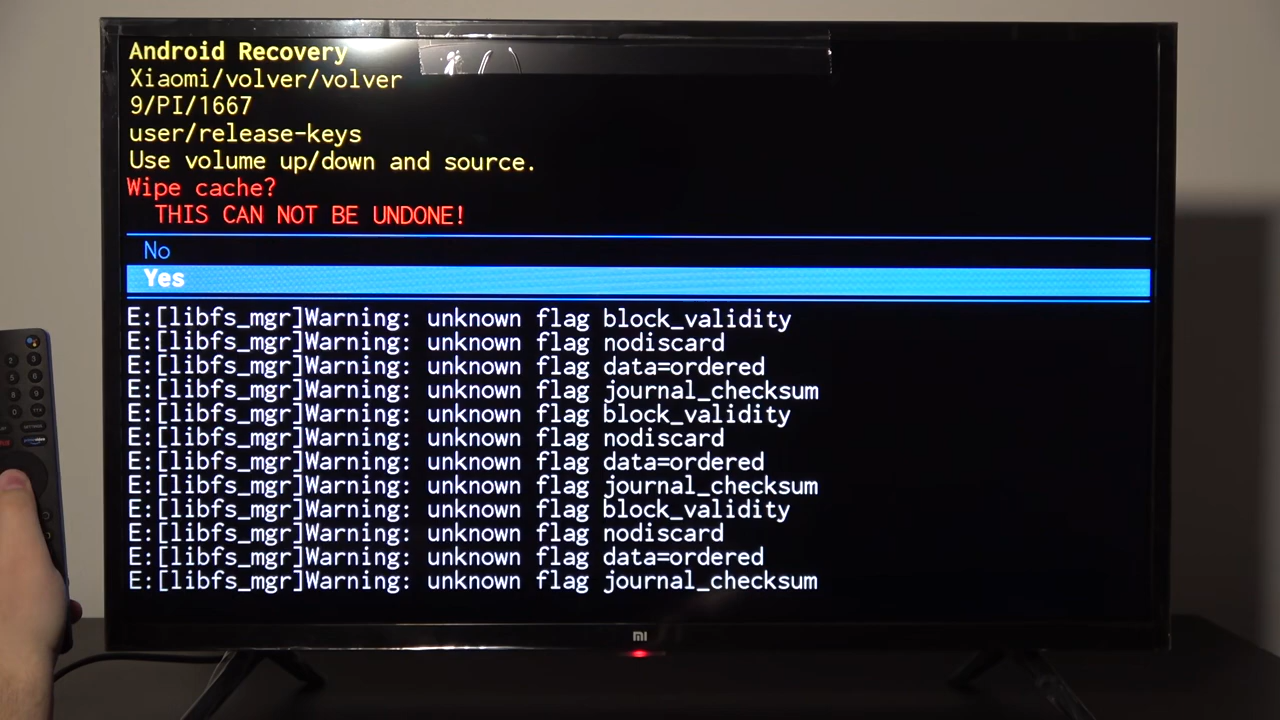 Android Recovery
Xiaomi/volver/volver
9/PI/1667
user/release-keys
Use volume up/down and source.
Wipe cache?
THIS CAN NOT BE UNDONE!
No
Yes
E:[libfs_mgr]Warning: unknown flag block_validity
E:[libfs_mgr]Warning: unknown flag nodiscard
E:[libfs_mgr]Warning: unknown flag data=ordered
E:[libfs_mgr]Warning: unknown flag journal_checksum
E:[libfs_mgr]Warning: unknown flag block_validity
E:[libfs_mgr]Warning: unknown flag nodiscard
E:[libfs_mgr]Warning: unknown flag data=ordered
E:[libfs_mgr]Warning: unknown flag journal_checksum
E:[libfs_mgr]Warning: unknown flag block_validity
E:[libfs_mgr]Warning: unknown flag nodiscard
E:[libfs_mgr]Warning: unknown flag data=ordered
E:[libfs_mgr]Warning: unknown flag journal_checksum
mi